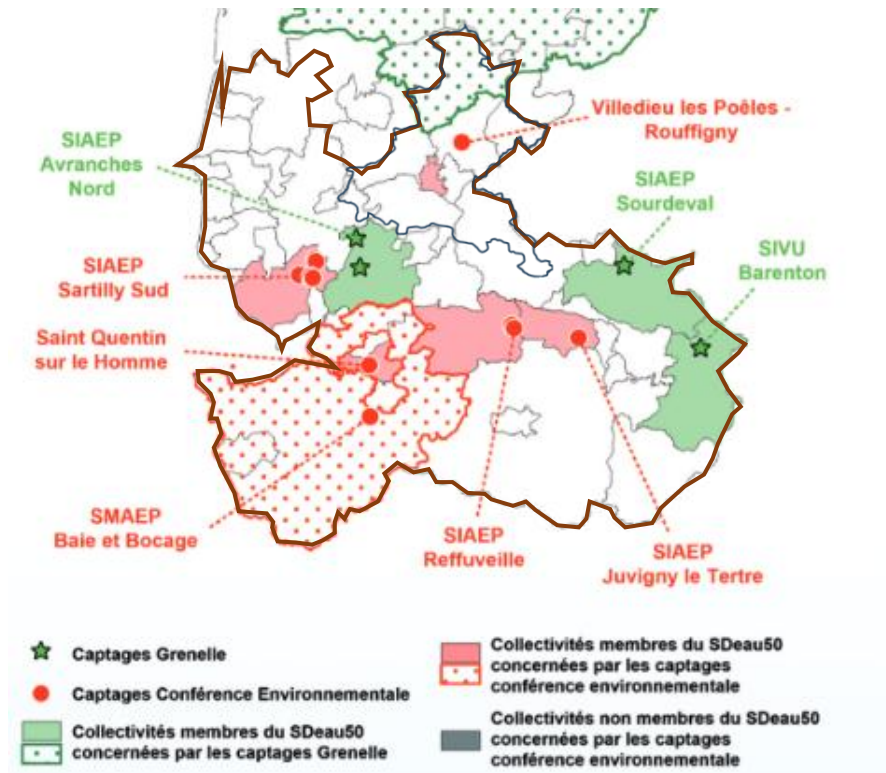 Villedieu les Poêles -
Rouffigny
SIAEP
Avranches
Nord
SIAEP
Sourdeval
SIVU
Barenton
SIAEP
Sartilly Sud
Saint Quentin
sur le Homme
SMAEP
Baie et Bocage
SIAEP
Reffuveille
SIAEP
Juvigny le Tertre
Captages Grenelle
Captages Conférence Environnementale
Collectivités membres du SDeau50
concernées par les captages Grenelle
Collectivités membres du SDeau50
concernées par les captages
conférence environnementale
Collectivités non membres du SDeau50
concernées par les captages
conférence environnementale